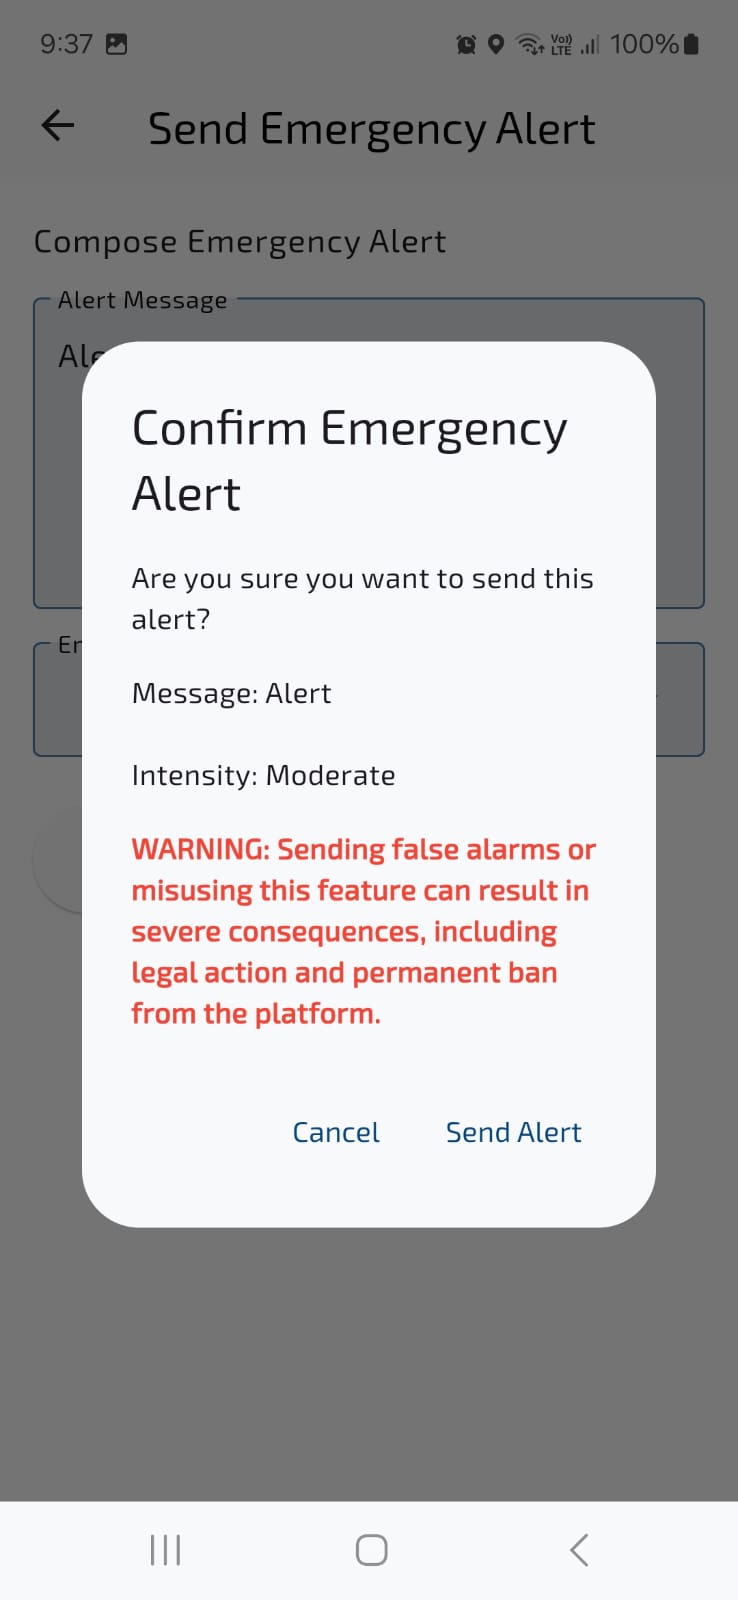 9:37 Vo)) LTE 100%
Send Emergency Alert
Compose Emergency Alert
Alert Message
Confirm Emergency
Alert
Are you sure you want to send this
alert?
Message: Alert
Intensity: Moderate
WARNING: Sending false alarms or
misusing this feature can result in
severe consequences, including
legal action and permanent ban
from the platform.
Cancel Send Alert